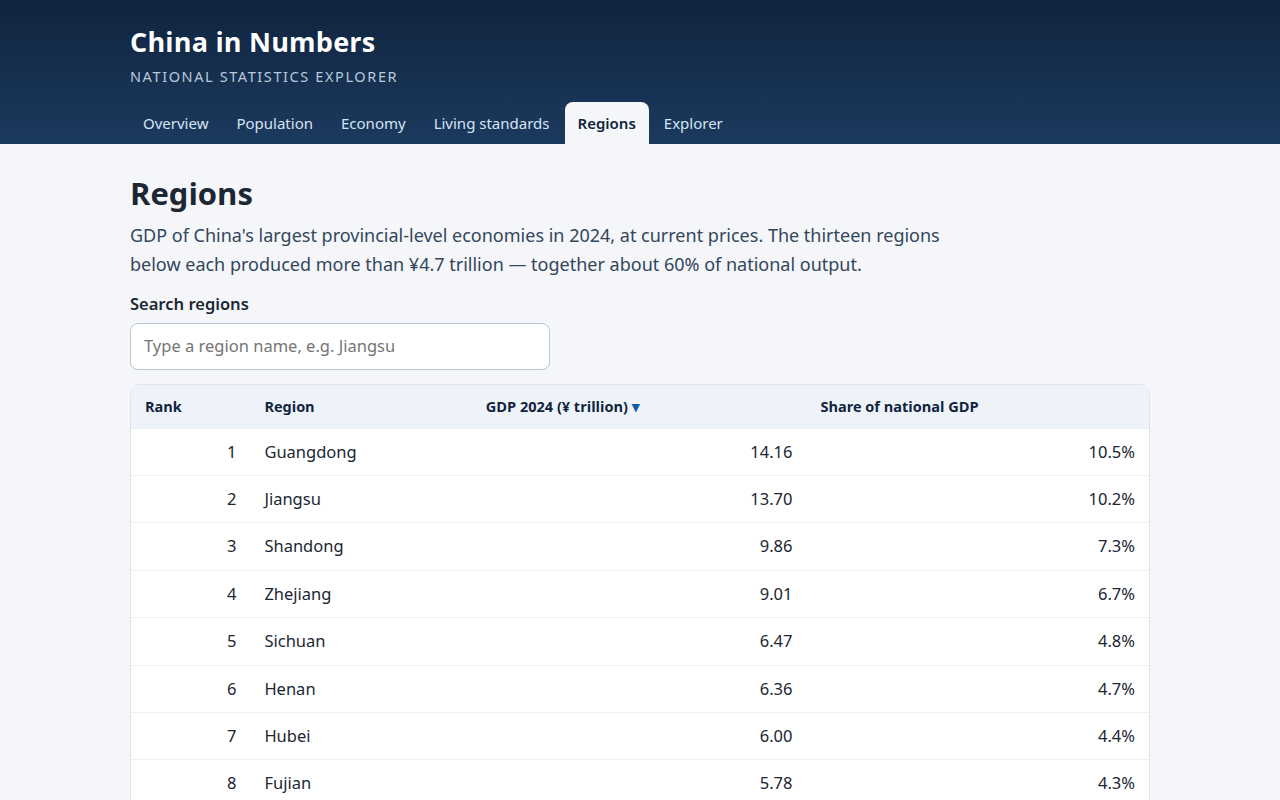 China in Numbers
NATIONAL STATISTICS EXPLORER
Overview Population Economy Living standards Regions Explorer
Regions
GDP of China's largest provincial-level economies in 2024, at current prices. The thirteen regions
below each produced more than ¥4.7 trillion — together about 60% of national output.
Search regions
Type a region name, e.g. Jiangsu
Rank Region GDP 2024 (¥ trillion) ▼ Share of national GDP
1 Guangdong 14.16 10.5%
2 Jiangsu 13.70 10.2%
3 Shandong 9.86 7.3%
4 Zhejiang 9.01 6.7%
5 Sichuan 6.47 4.8%
6 Henan 6.36 4.7%
7 Hubei 6.00 4.4%
8 Fujian 5.78 4.3%